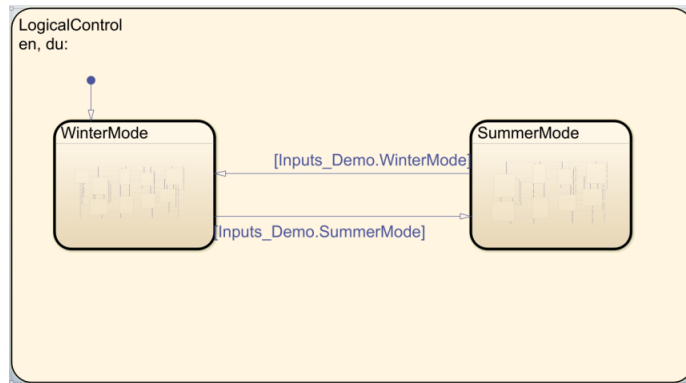 LogicalControl
en, du:
WinterMode
SummerMode
[Inputs_Demo.WinterMode]
[Inputs_Demo.SummerMode]